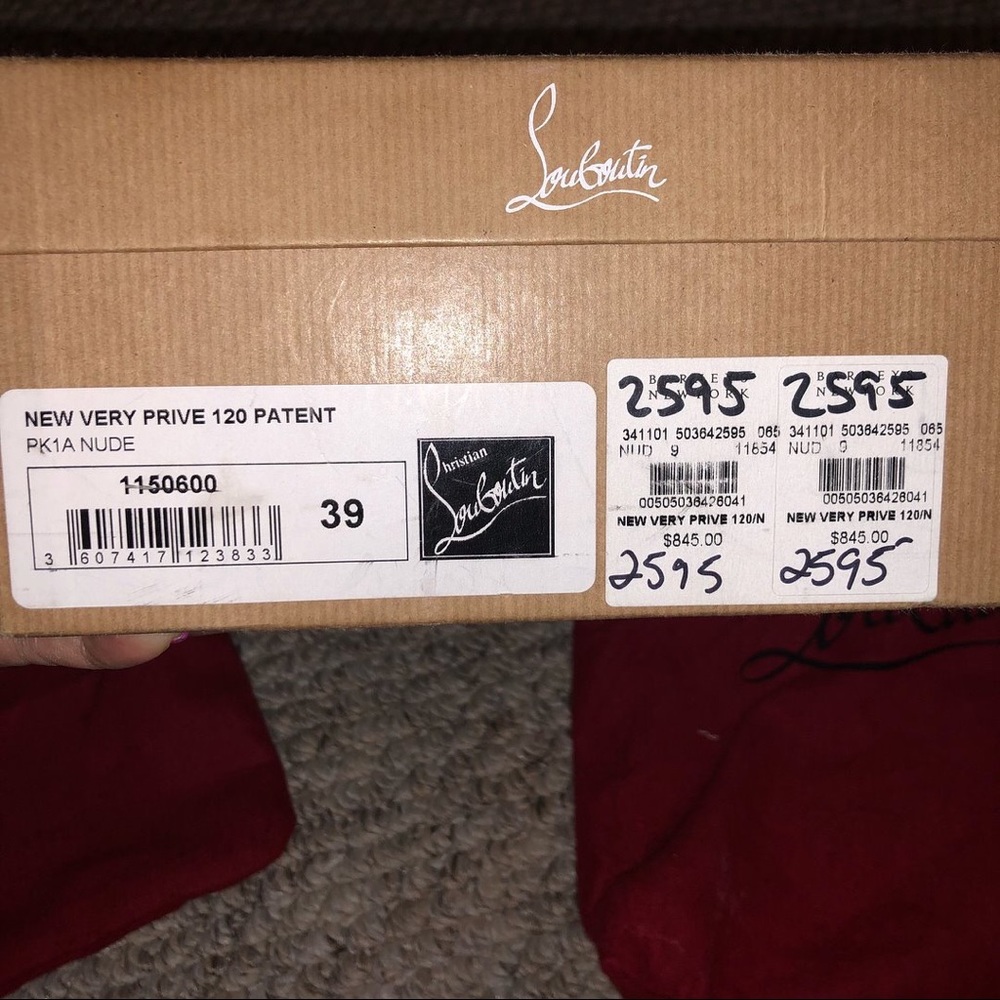 Louboutin
NEW VERY PRIVE 120 PATENT
PK1A NUDE
1150600
39
3 607417 123833
Christian
Louboutin
2595
341101 503642595 065
NUD 9 11854
00505036426041
NEW VERY PRIVE 120/N
$845.00
2595
2595
341101 503642595 065
NUD 9 11854
00505036426041
NEW VERY PRIVE 120/N
$845.00
2595